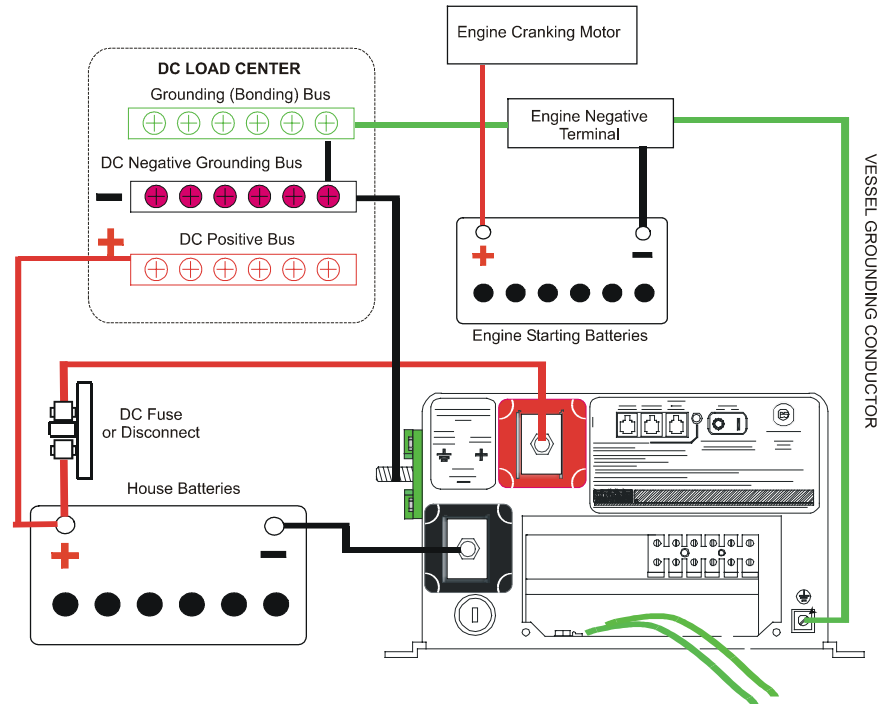 Engine Cranking Motor
DC LOAD CENTER
Grounding (Bonding) Bus
Engine Negative
Terminal
DC Negative Grounding Bus
DC Positive Bus
Engine Starting Batteries
VESSEL GROUNDING CONDUCTOR
DC Fuse
or Disconnect
House Batteries